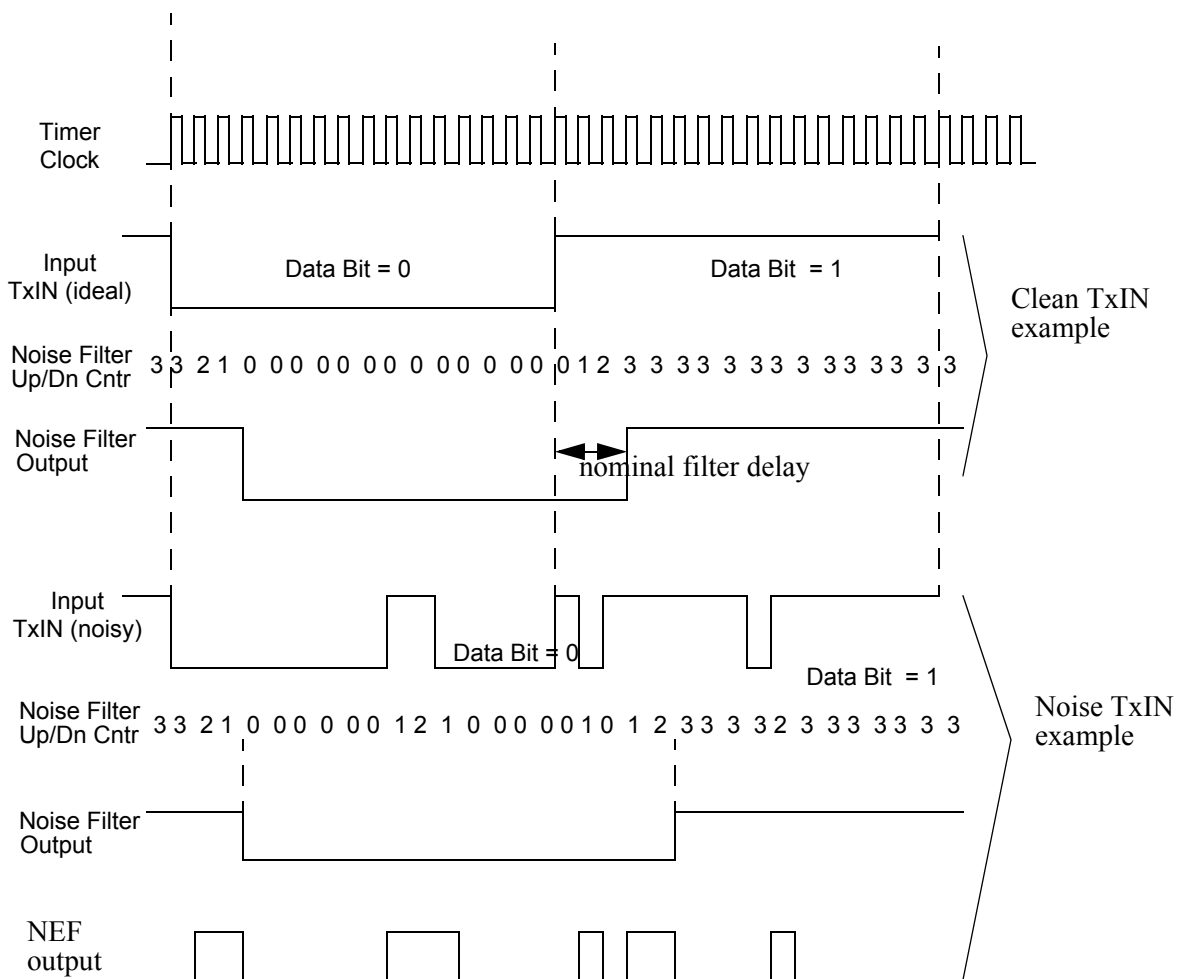 Timer
Clock
Input
TxIN (ideal)
Data Bit = 0
Data Bit = 1
Clean TxIN
example
Noise Filter
Up/Dn Cntr
3 3 2 1 0 0 0 0 0 0 0 0 0 0 0 0 0 0 1 2 3 3 3 3 3 3 3 3 3 3 3 3 3 3
Noise Filter
Output
nominal filter delay
Input
TxIN (noisy)
Data Bit = 0
Data Bit = 1
Noise Filter
Up/Dn Cntr
3 3 2 1 0 0 0 0 0 0 1 2 1 0 0 0 0 0 1 0 1 2 3 3 3 3 2 3 3 3 3 3 3 3
Noise TxIN
example
Noise Filter
Output
NEF
output